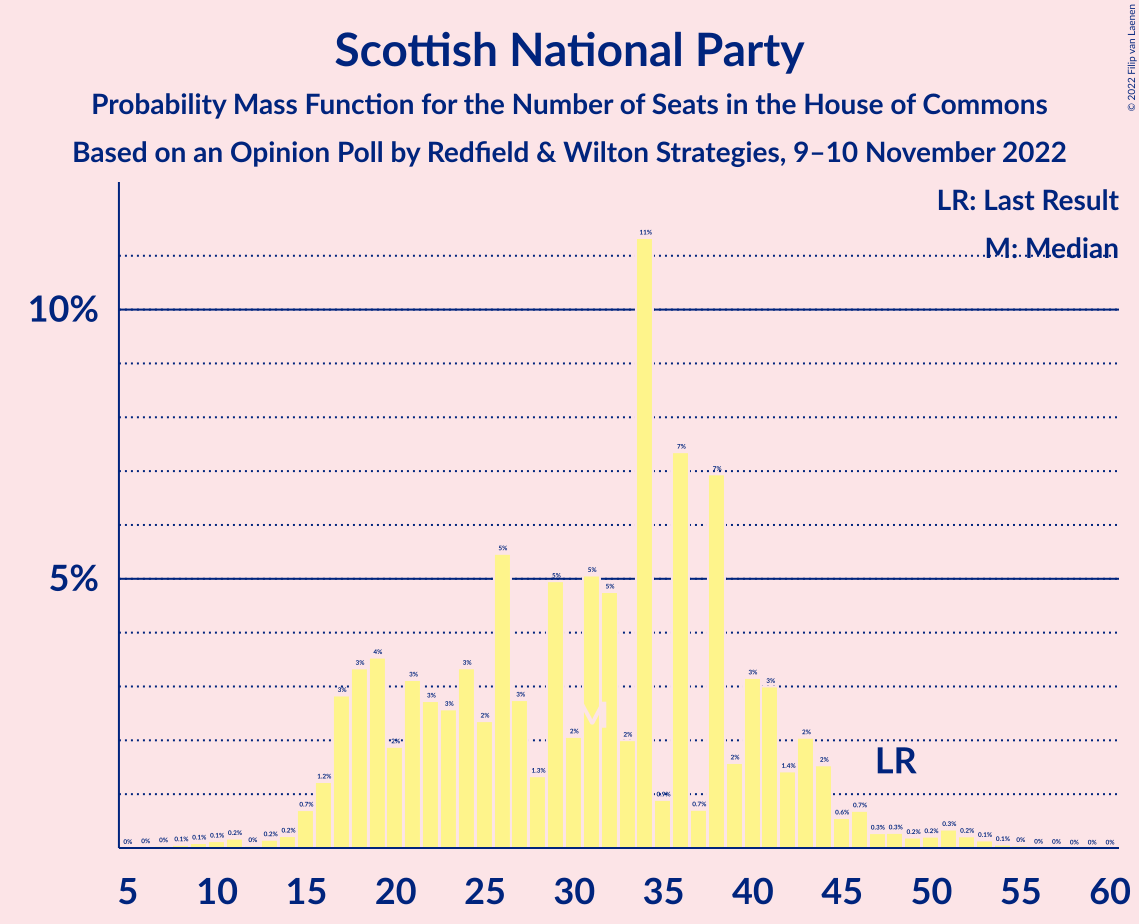 Scottish National Party
Probability Mass Function for the Number of Seats in the House of Commons
Based on an Opinion Poll by Redfield & Wilton Strategies, 9–10 November 2022
© 2022 Filip van Laenen
LR: Last Result
M: Median
10%
5%
0% 0% 0% 0.1% 0.1% 0.1% 0.2% 0% 0.2% 0.2% 0.7% 1.2% 3% 3% 4% 2% 3% 3% 3% 3% 2% 5% 3% 1.3% 5% 2% 5% 5% 2% 11% 0.9% 7% 0.7% 7% 2% 3% 3% 1.4% 2% 2% 0.6% 0.7% 0.3% 0.3% 0.2% 0.2% 0.3% 0.2% 0.1% 0.1% 0% 0% 0% 0% 0% 0%
M
LR
5 10 15 20 25 30 35 40 45 50 55 60